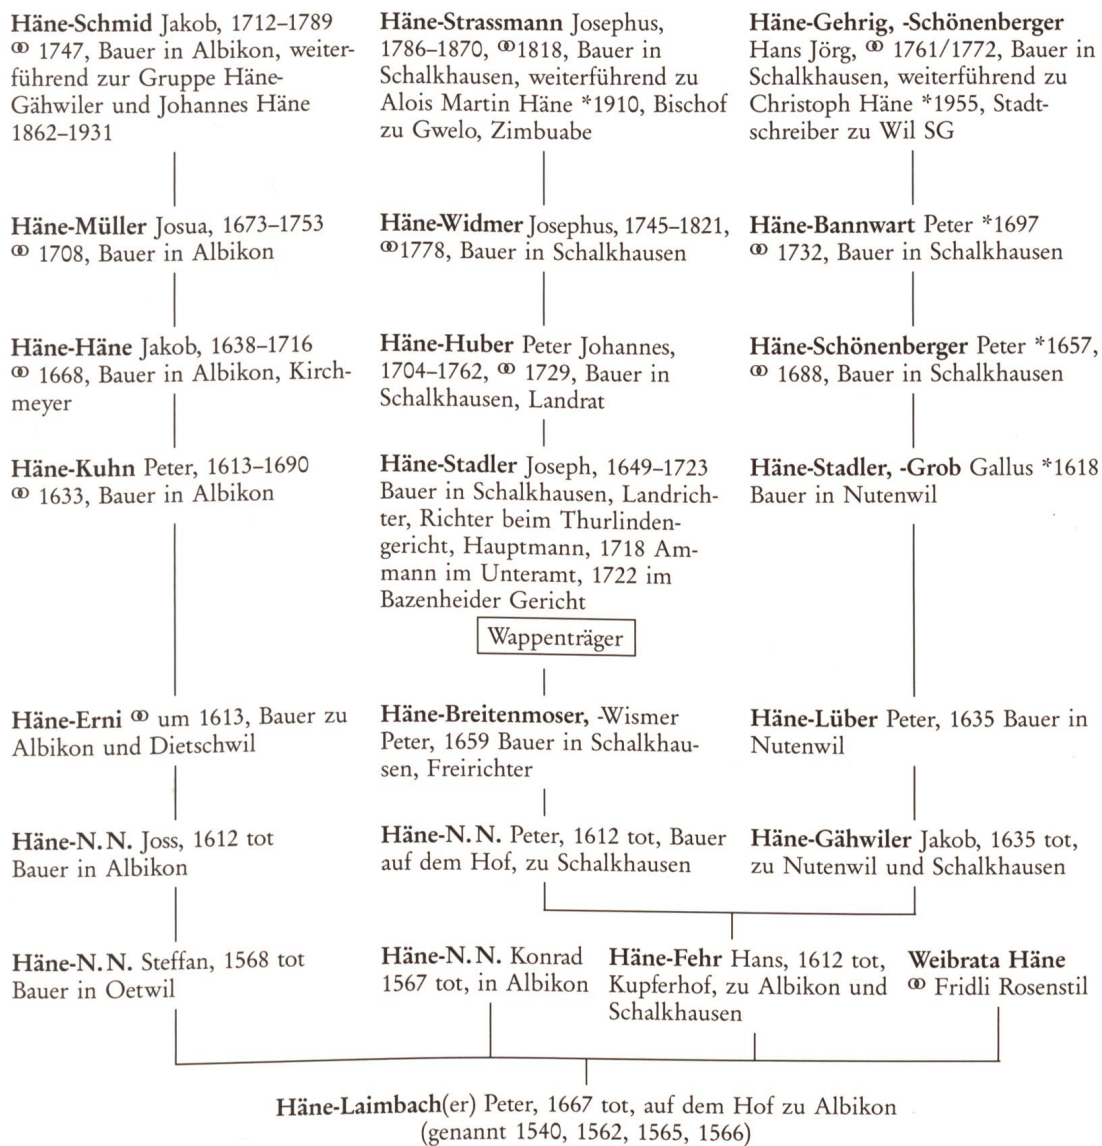 Häne-Schmid Jakob, 1712–1789
⚭ 1747, Bauer in Albikon, weiter-
führend zur Gruppe Häne-
Gähwiler und Johannes Häne
1862–1931
Häne-Strassmann Josephus,
1786–1870, ⚭1818, Bauer in
Schalkhausen, weiterführend zu
Alois Martin Häne *1910, Bischof
zu Gwelo, Zimbuabe
Häne-Gehrig, -Schönenberger
Hans Jörg, ⚭ 1761/1772, Bauer in
Schalkhausen, weiterführend zu
Christoph Häne *1955, Stadt-
schreiber zu Wil SG
Häne-Müller Josua, 1673–1753
⚭ 1708, Bauer in Albikon
Häne-Widmer Josephus, 1745–1821,
⚭1778, Bauer in Schalkhausen
Häne-Bannwart Peter *1697
⚭ 1732, Bauer in Schalkhausen
Häne-Häne Jakob, 1638–1716
⚭ 1668, Bauer in Albikon, Kirch-
meyer
Häne-Huber Peter Johannes,
1704–1762, ⚭ 1729, Bauer in
Schalkhausen, Landrat
Häne-Schönenberger Peter *1657,
⚭ 1688, Bauer in Schalkhausen
Häne-Kuhn Peter, 1613–1690
⚭ 1633, Bauer in Albikon
Häne-Stadler Joseph, 1649–1723
Bauer in Schalkhausen, Landrich-
ter, Richter beim Thurlinden-
gericht, Hauptmann, 1718 Am-
mann im Unteramt, 1722 im
Bazenheider Gericht
Wappenträger
Häne-Stadler, -Grob Gallus *1618
Bauer in Nutenwil
Häne-Erni ⚭ um 1613, Bauer zu
Albikon und Dietschwil
Häne-Breitenmoser, -Wismer
Peter, 1659 Bauer in Schalkhau-
sen, Freirichter
Häne-Lüber Peter, 1635 Bauer in
Nutenwil
Häne-N.N. Joss, 1612 tot
Bauer in Albikon
Häne-N.N. Peter, 1612 tot, Bauer
auf dem Hof, zu Schalkhausen
Häne-Gähwiler Jakob, 1635 tot,
zu Nutenwil und Schalkhausen
Häne-N.N. Steffan, 1568 tot
Bauer in Oetwil
Häne-N.N. Konrad
1567 tot, in Albikon
Häne-Fehr Hans, 1612 tot,
Kupferhof, zu Albikon und
Schalkhausen
Weibrata Häne
⚭ Fridli Rosenstil
Häne-Laimbach(er) Peter, 1667 tot, auf dem Hof zu Albikon
(genannt 1540, 1562, 1565, 1566)